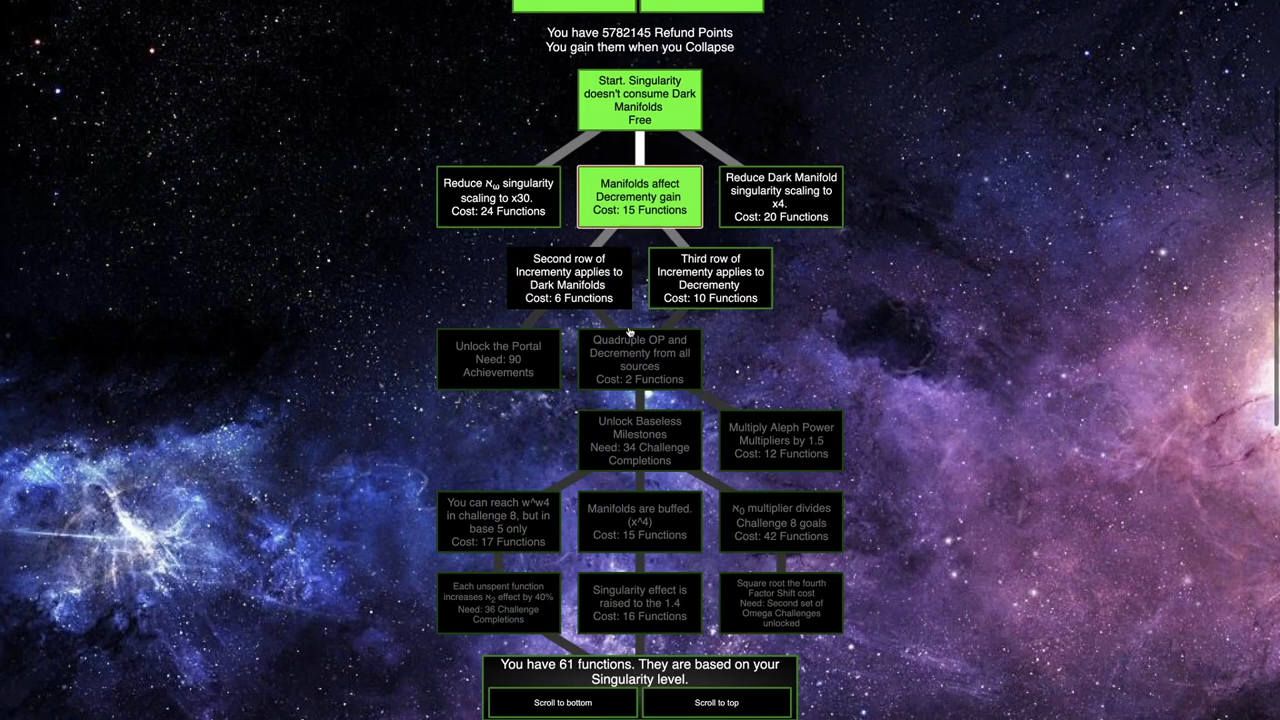 You have 5782145 Refund Points
You gain them when you Collapse
Start. Singularity
doesn't consume Dark
Manifolds
Free
Reduce ℵω singularity
scaling to x30.
Cost: 24 Functions
Manifolds affect
Decrementy gain
Cost: 15 Functions
Reduce Dark Manifold
singularity scaling to
x4.
Cost: 20 Functions
Second row of
Incrementy applies to
Dark Manifolds
Cost: 6 Functions
Third row of
Incrementy applies to
Decrementy
Cost: 10 Functions
Unlock the Portal
Need: 90
Achievements
Quadruple OP and
Decrementy from all
sources
Cost: 2 Functions
Unlock Baseless
Milestones
Need: 34 Challenge
Completions
Multiply Aleph Power
Multipliers by 1.5
Cost: 12 Functions
You can reach w^w4
in challenge 8, but in
base 5 only
Cost: 17 Functions
Manifolds are buffed.
(x^4)
Cost: 15 Functions
ℵ0 multiplier divides
Challenge 8 goals
Cost: 42 Functions
Each unspent function
increases ℵ2 effect by 40%
Need: 36 Challenge
Completions
Singularity effect is
raised to the 1.4
Cost: 16 Functions
Square root the fourth
Factor Shift cost
Need: Second set of
Omega Challenges
unlocked
You have 61 functions. They are based on your
Singularity level.
Scroll to bottom
Scroll to top